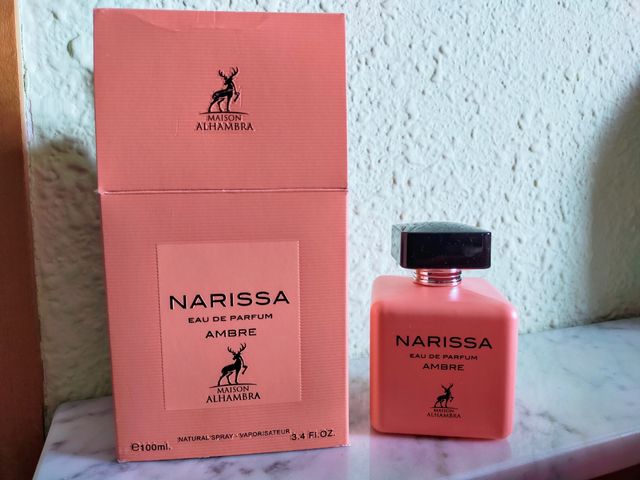 MAISON
ALHAMBRA
NARISSA
EAU DE PARFUM
AMBRE
MAISON
ALHAMBRA
℮100ml.
NATURAL SPRAY - VAPORISATEUR
3.4 Fl.OZ.
NARISSA
EAU DE PARFUM
AMBRE
MAISON
ALHAMBRA